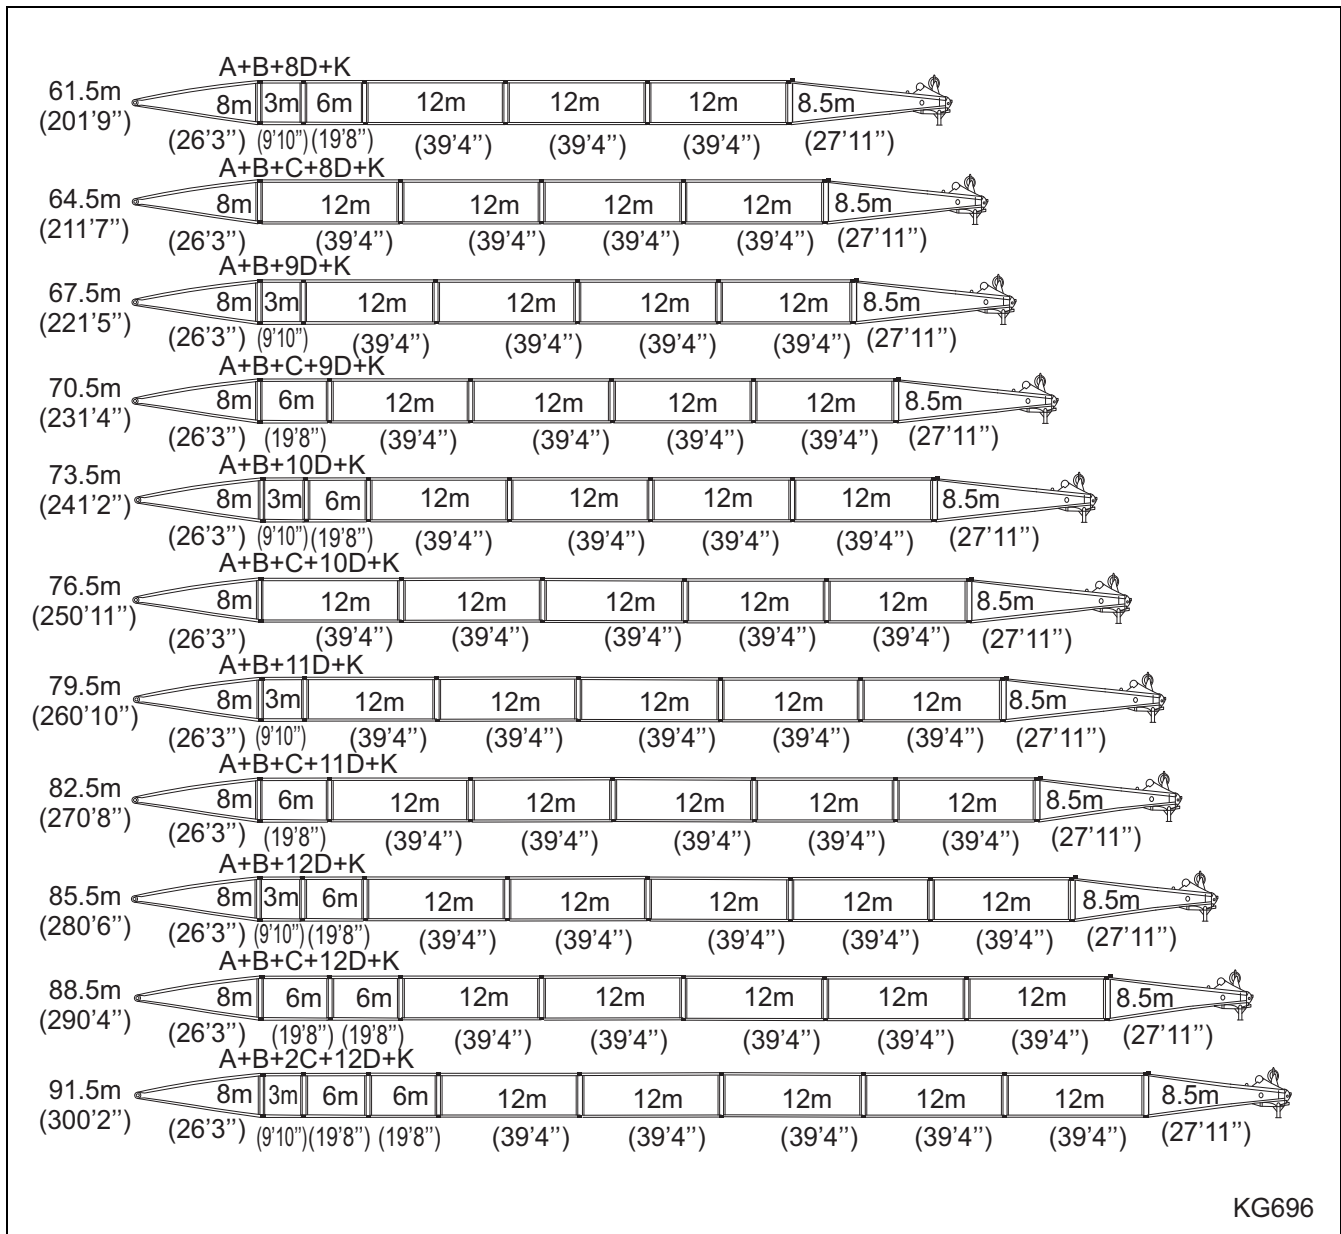 A+B+8D+K
61.5m 8m 3m 6m 12m 12m 12m 8.5m
(201'9'') (26'3'') (9'10'') (19'8'') (39'4'') (39'4'') (39'4'') (27'11'')
A+B+C+8D+K
64.5m 8m 12m 12m 12m 12m 8.5m
(211'7'') (26'3'') (39'4'') (39'4'') (39'4'') (39'4'') (27'11'')
A+B+9D+K
67.5m 8m 3m 12m 12m 12m 12m 8.5m
(221'5'') (26'3'') (9'10'') (39'4'') (39'4'') (39'4'') (39'4'') (27'11'')
A+B+C+9D+K
70.5m 8m 6m 12m 12m 12m 12m 8.5m
(231'4'') (26'3'') (19'8'') (39'4'') (39'4'') (39'4'') (39'4'') (27'11'')
A+B+10D+K
73.5m 8m 3m 6m 12m 12m 12m 12m 8.5m
(241'2'') (26'3'') (9'10'') (19'8'') (39'4'') (39'4'') (39'4'') (39'4'') (27'11'')
A+B+C+10D+K
76.5m 8m 12m 12m 12m 12m 12m 8.5m
(250'11'') (26'3'') (39'4'') (39'4'') (39'4'') (39'4'') (39'4'') (27'11'')
A+B+11D+K
79.5m 8m 3m 12m 12m 12m 12m 12m 8.5m
(260'10'') (26'3'') (9'10'') (39'4'') (39'4'') (39'4'') (39'4'') (39'4'') (27'11'')
A+B+C+11D+K
82.5m 8m 6m 12m 12m 12m 12m 12m 8.5m
(270'8'') (26'3'') (19'8'') (39'4'') (39'4'') (39'4'') (39'4'') (39'4'') (27'11'')
A+B+12D+K
85.5m 8m 3m 6m 12m 12m 12m 12m 12m 8.5m
(280'6'') (26'3'') (9'10'') (19'8'') (39'4'') (39'4'') (39'4'') (39'4'') (39'4'') (27'11'')
A+B+C+12D+K
88.5m 8m 6m 6m 12m 12m 12m 12m 12m 8.5m
(290'4'') (26'3'') (19'8'') (19'8'') (39'4'') (39'4'') (39'4'') (39'4'') (39'4'') (27'11'')
A+B+2C+12D+K
91.5m 8m 3m 6m 6m 12m 12m 12m 12m 12m 8.5m
(300'2'') (26'3'') (9'10'') (19'8'') (19'8'') (39'4'') (39'4'') (39'4'') (39'4'') (39'4'') (27'11'')
KG696